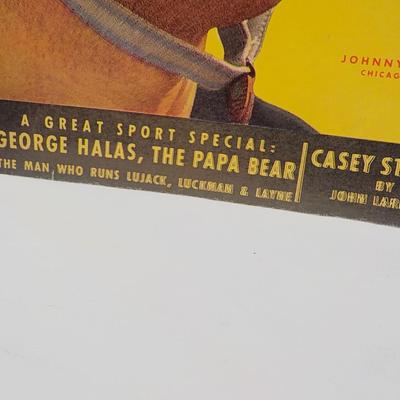 JOHNNY
CHICAG
A GREAT SPORT SPECIAL:
GEORGE HALAS, THE PAPA BEAR
THE MAN WHO RUNS LUJACK, LUCKMAN & LAYNE
CASEY ST
BY
JOHN LAR